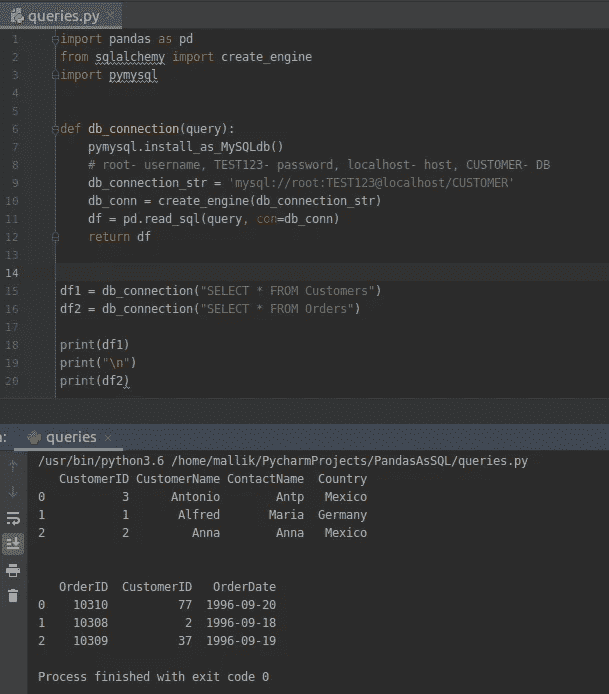 queries.py
1 import pandas as pd
2 from sqlalchemy import create_engine
3 import pymysql
4
5
6 def db_connection(query):
7     pymysql.install_as_MySQLdb()
8     # root- username, TEST123- password, localhost- host, CUSTOMER- DB
9     db_connection_str = 'mysql://root:TEST123@localhost/CUSTOMER'
10     db_conn = create_engine(db_connection_str)
11     df = pd.read_sql(query, con=db_conn)
12     return df
13
14
15 df1 = db_connection("SELECT * FROM Customers")
16 df2 = db_connection("SELECT * FROM Orders")
17
18 print(df1)
19 print("\n")
20 print(df2)
: queries
/usr/bin/python3.6 /home/mallik/PycharmProjects/PandasAsSQL/queries.py
   CustomerID CustomerName ContactName  Country
0           3      Antonio        Antp   Mexico
1           1       Alfred       Maria  Germany
2           2         Anna        Anna   Mexico
   OrderID  CustomerID   OrderDate
0    10310          77  1996-09-20
1    10308           2  1996-09-18
2    10309          37  1996-09-19
Process finished with exit code 0